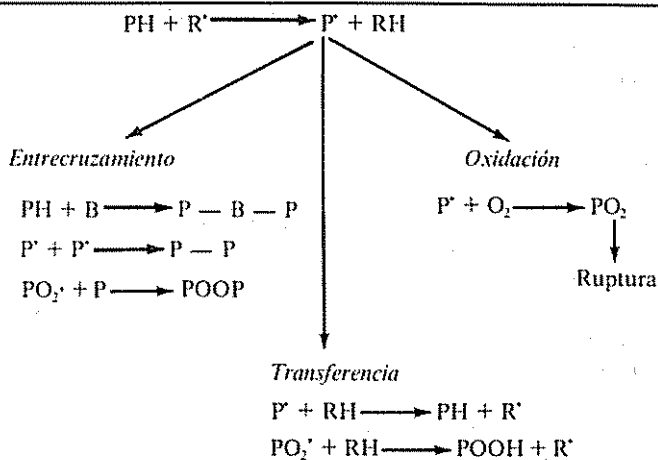 PH + R• → P• + RH
Entrecruzamiento
PH + B → P — B — P
P• + P• → P — P
PO₂• + P → POOP
Oxidación
P• + O₂ → PO₂
↓
Ruptura
Transferencia
P• + RH → PH + R•
PO₂• + RH → POOH + R•